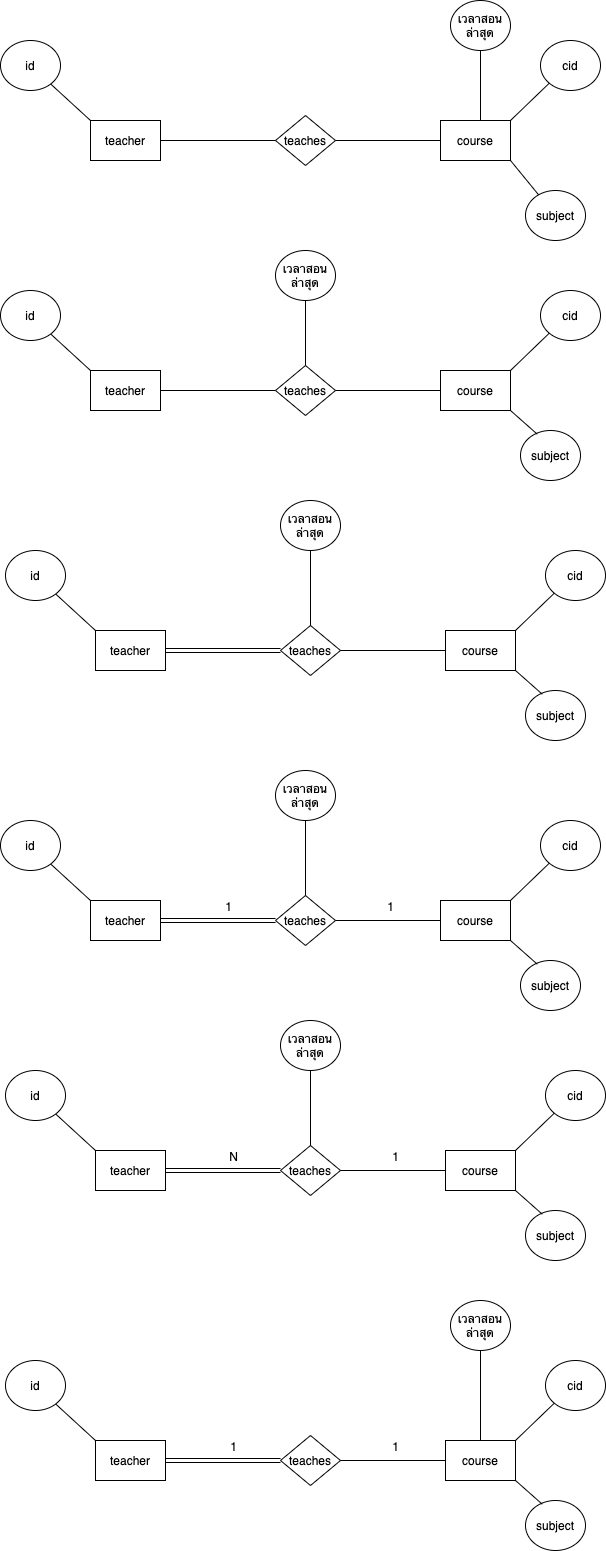 เวลาสอน
ล่าสุด
id
cid
teacher
teaches
course
subject
เวลาสอน
ล่าสุด
id
cid
teacher
teaches
course
subject
เวลาสอน
ล่าสุด
id
cid
teacher
teaches
course
subject
เวลาสอน
ล่าสุด
id
cid
1
1
teacher
teaches
course
subject
เวลาสอน
ล่าสุด
id
cid
N
1
teacher
teaches
course
subject
เวลาสอน
ล่าสุด
id
cid
1
1
teacher
teaches
course
subject